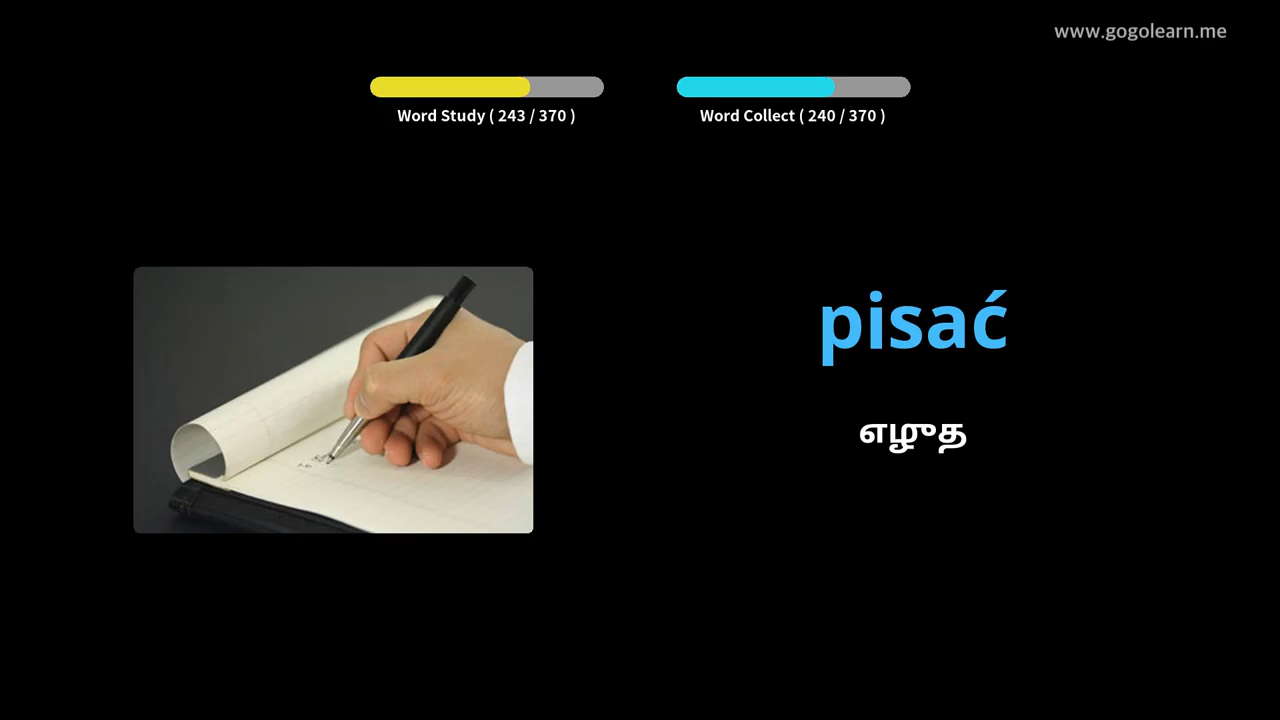 www.gogolearn.me
Word Study ( 243 / 370 )
Word Collect ( 240 / 370 )
pisać
எழுத